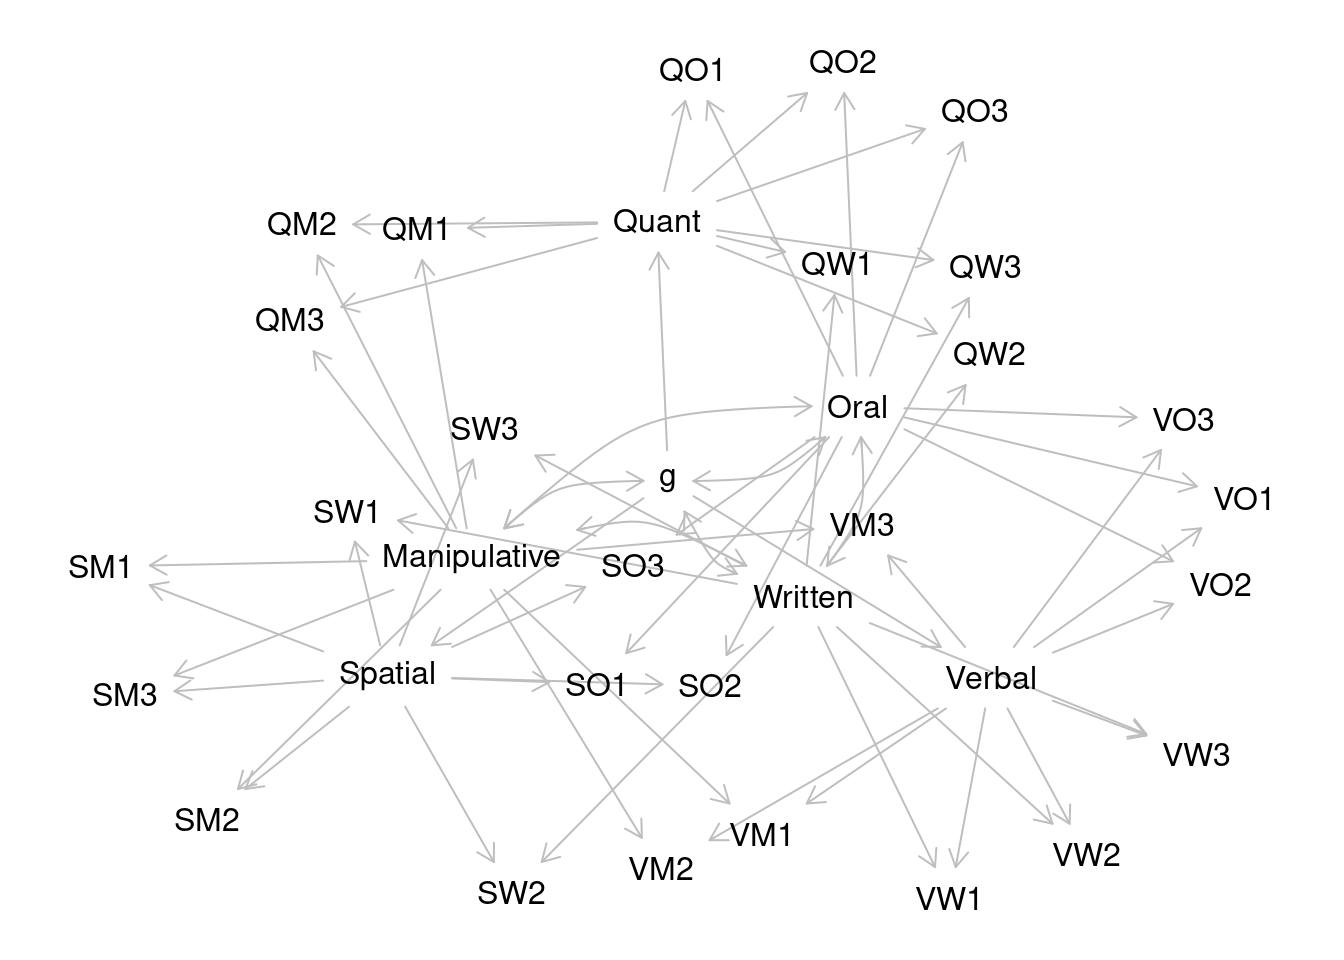 QO1
QO2
QO3
QM2
QM1
Quant
QW1
QW3
QM3
QW2
Oral
VO3
SW3
g
VO1
SW1
VM3
Manipulative
SM1
SO3
VO2
Written
Spatial
SO1
SO2
Verbal
SM3
VW3
SM2
VM1
VW2
VM2
SW2
VW1